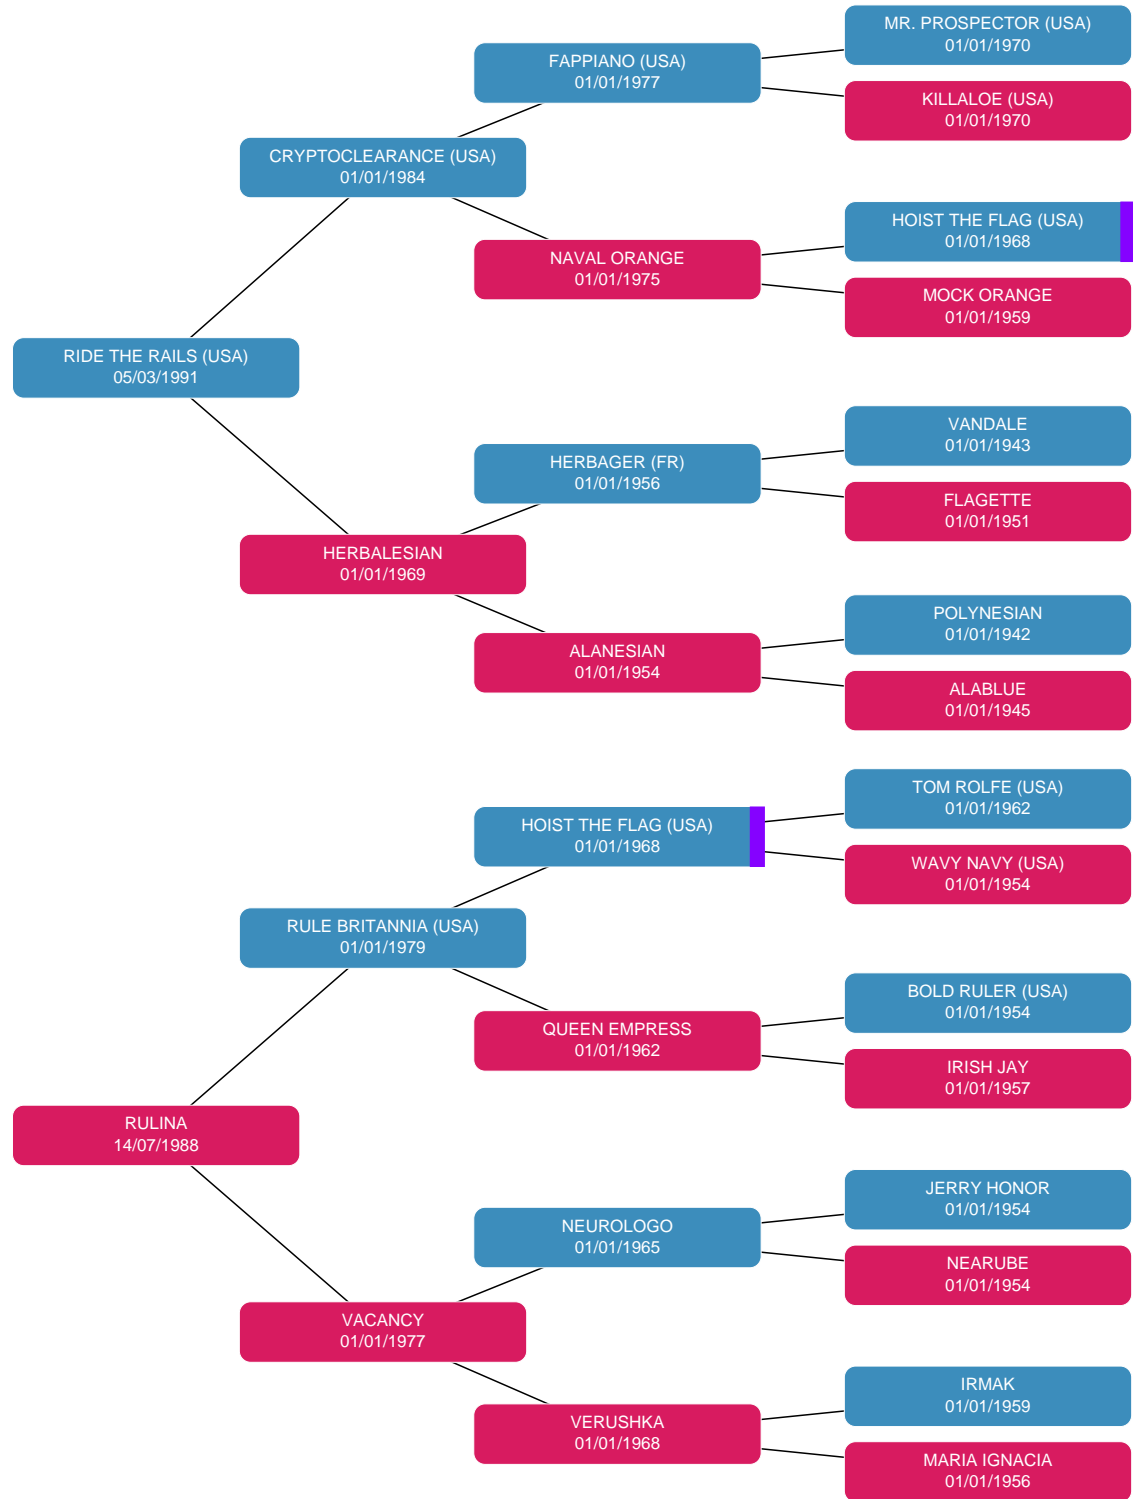 MR. PROSPECTOR (USA)
01/01/1970
FAPPIANO (USA)
01/01/1977
KILLALOE (USA)
01/01/1970
CRYPTOCLEARANCE (USA)
01/01/1984
HOIST THE FLAG (USA)
01/01/1968
NAVAL ORANGE
01/01/1975
MOCK ORANGE
01/01/1959
RIDE THE RAILS (USA)
05/03/1991
VANDALE
01/01/1943
HERBAGER (FR)
01/01/1956
FLAGETTE
01/01/1951
HERBALESIAN
01/01/1969
POLYNESIAN
01/01/1942
ALANESIAN
01/01/1954
ALABLUE
01/01/1945
TOM ROLFE (USA)
01/01/1962
HOIST THE FLAG (USA)
01/01/1968
WAVY NAVY (USA)
01/01/1954
RULE BRITANNIA (USA)
01/01/1979
BOLD RULER (USA)
01/01/1954
QUEEN EMPRESS
01/01/1962
IRISH JAY
01/01/1957
RULINA
14/07/1988
JERRY HONOR
01/01/1954
NEUROLOGO
01/01/1965
NEARUBE
01/01/1954
VACANCY
01/01/1977
IRMAK
01/01/1959
VERUSHKA
01/01/1968
MARIA IGNACIA
01/01/1956